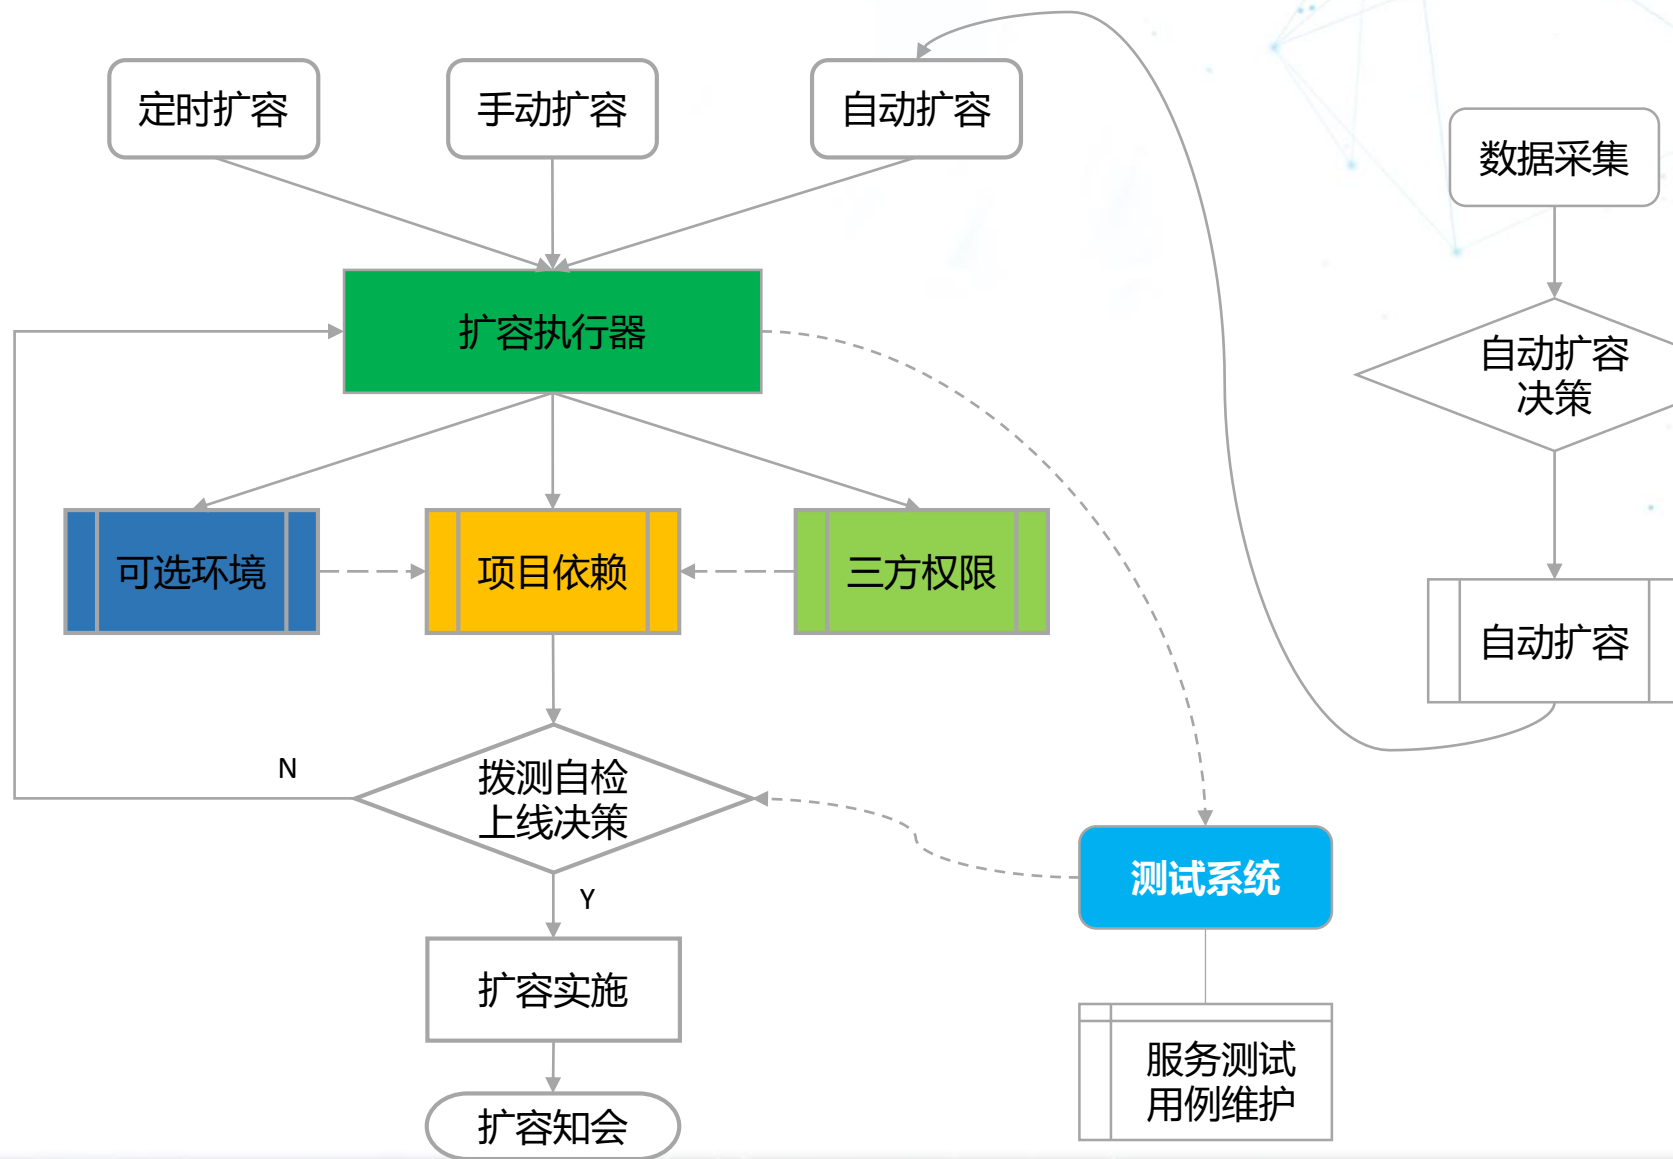 定时扩容
手动扩容
自动扩容
数据采集
扩容执行器
自动扩容
决策
可选环境
项目依赖
三方权限
自动扩容
N
拨测自检
上线决策
测试系统
Y
扩容实施
服务测试
用例维护
扩容知会